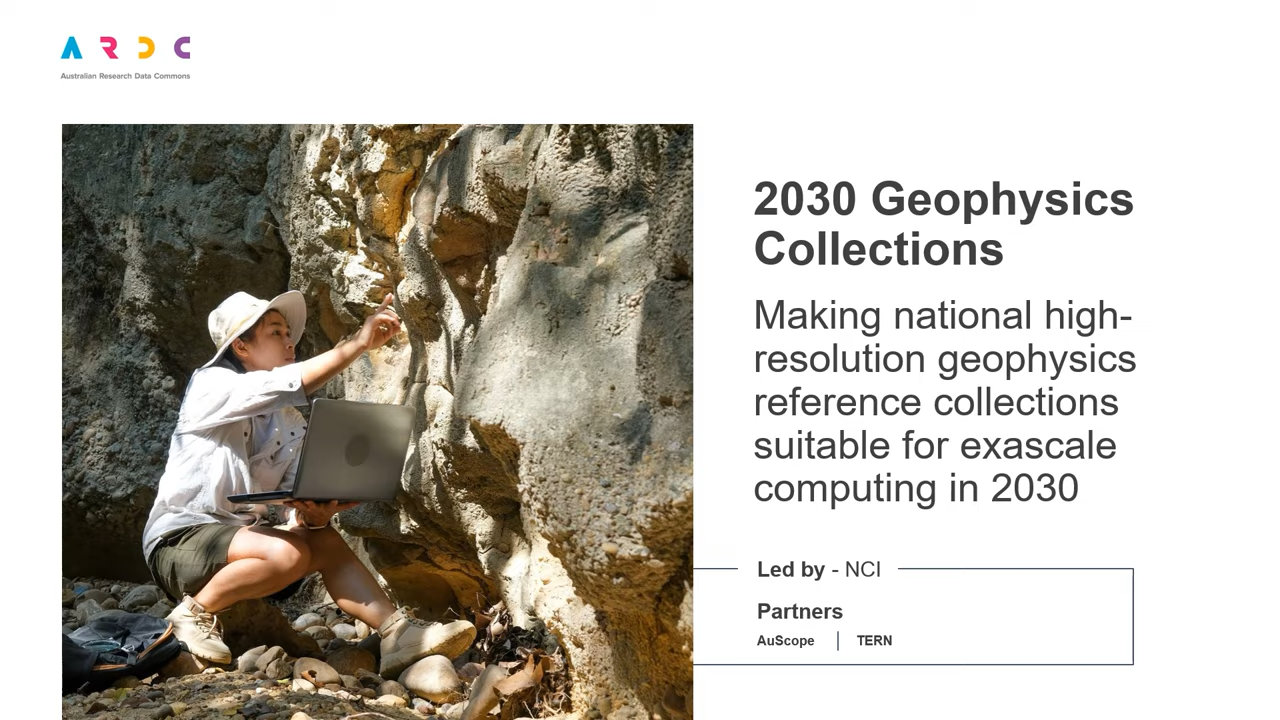 ARDC
Australian Research Data Commons
2030 Geophysics
Collections
Making national high-
resolution geophysics
reference collections
suitable for exascale
computing in 2030
Led by - NCI
Partners
AuScope | TERN